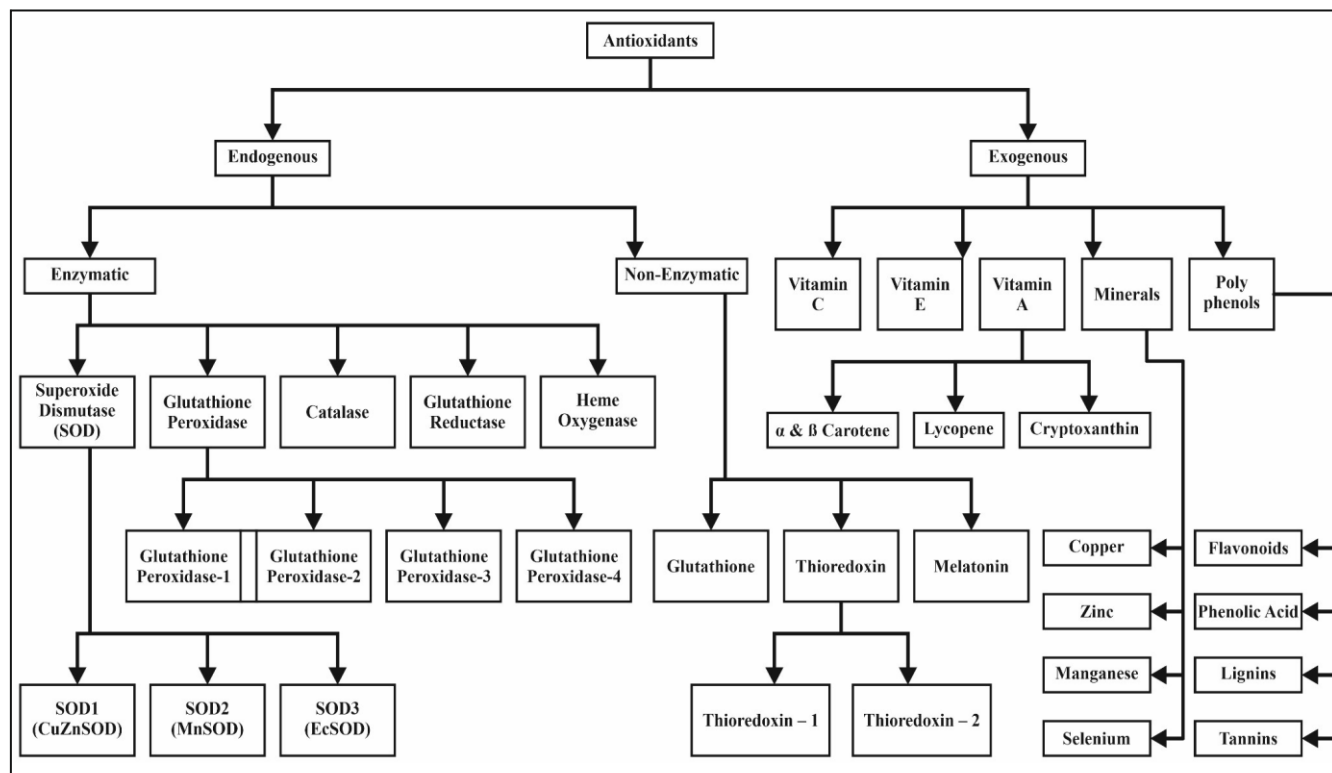 Antioxidants
Endogenous
Exogenous
Enzymatic
Non-Enzymatic
Vitamin
C
Vitamin
E
Vitamin
A
Minerals
Poly
phenols
Superoxide
Dismutase
(SOD)
Glutathione
Peroxidase
Catalase
Glutathione
Reductase
Heme
Oxygenase
α & ß Carotene
Lycopene
Cryptoxanthin
Glutathione
Peroxidase-1
Glutathione
Peroxidase-2
Glutathione
Peroxidase-3
Glutathione
Peroxidase-4
Glutathione
Thioredoxin
Melatonin
Copper
Flavonoids
Zinc
Phenolic Acid
Manganese
Lignins
Selenium
Tannins
SOD1
(CuZnSOD)
SOD2
(MnSOD)
SOD3
(EcSOD)
Thioredoxin – 1
Thioredoxin – 2